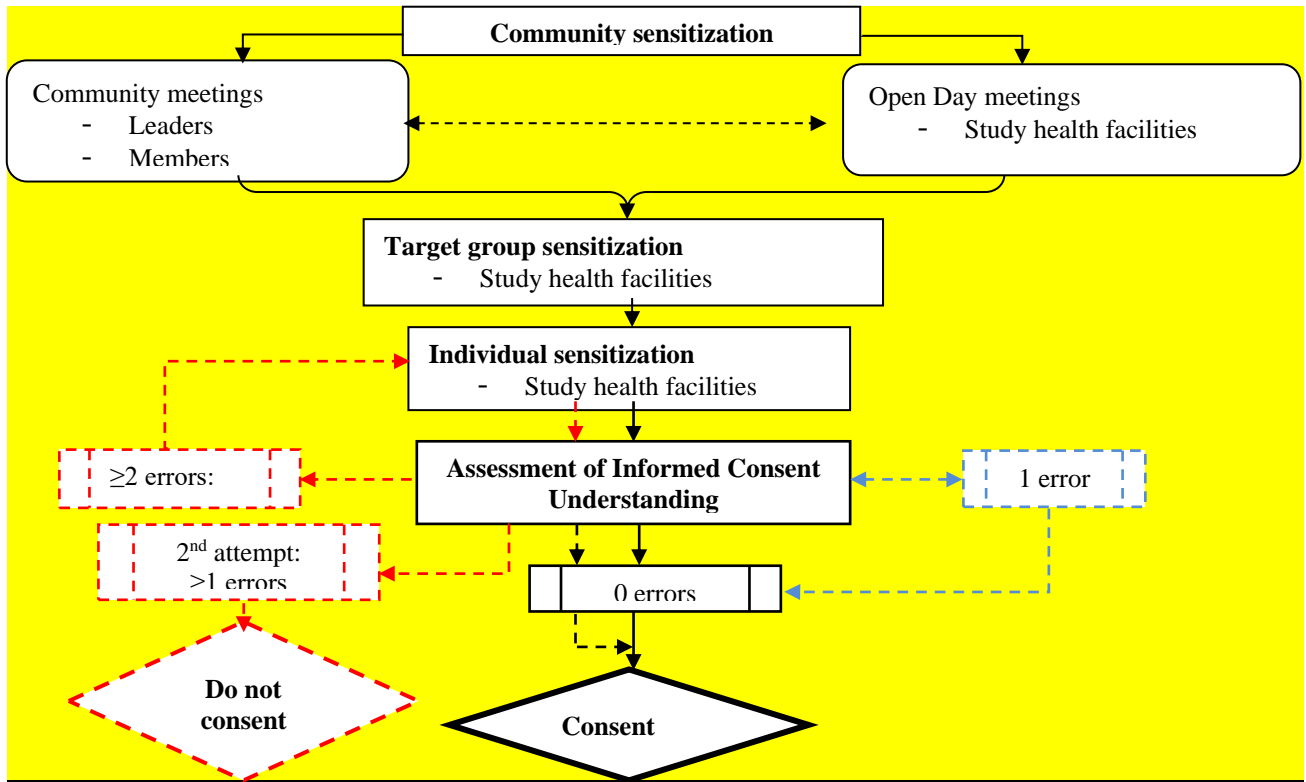 Community sensitization
Community meetings
- Leaders
- Members
Open Day meetings
- Study health facilities
Target group sensitization
- Study health facilities
Individual sensitization
- Study health facilities
Assessment of Informed Consent
Understanding
≥2 errors:
1 error
2nd attempt:
>1 errors
0 errors
Do not
consent
Consent